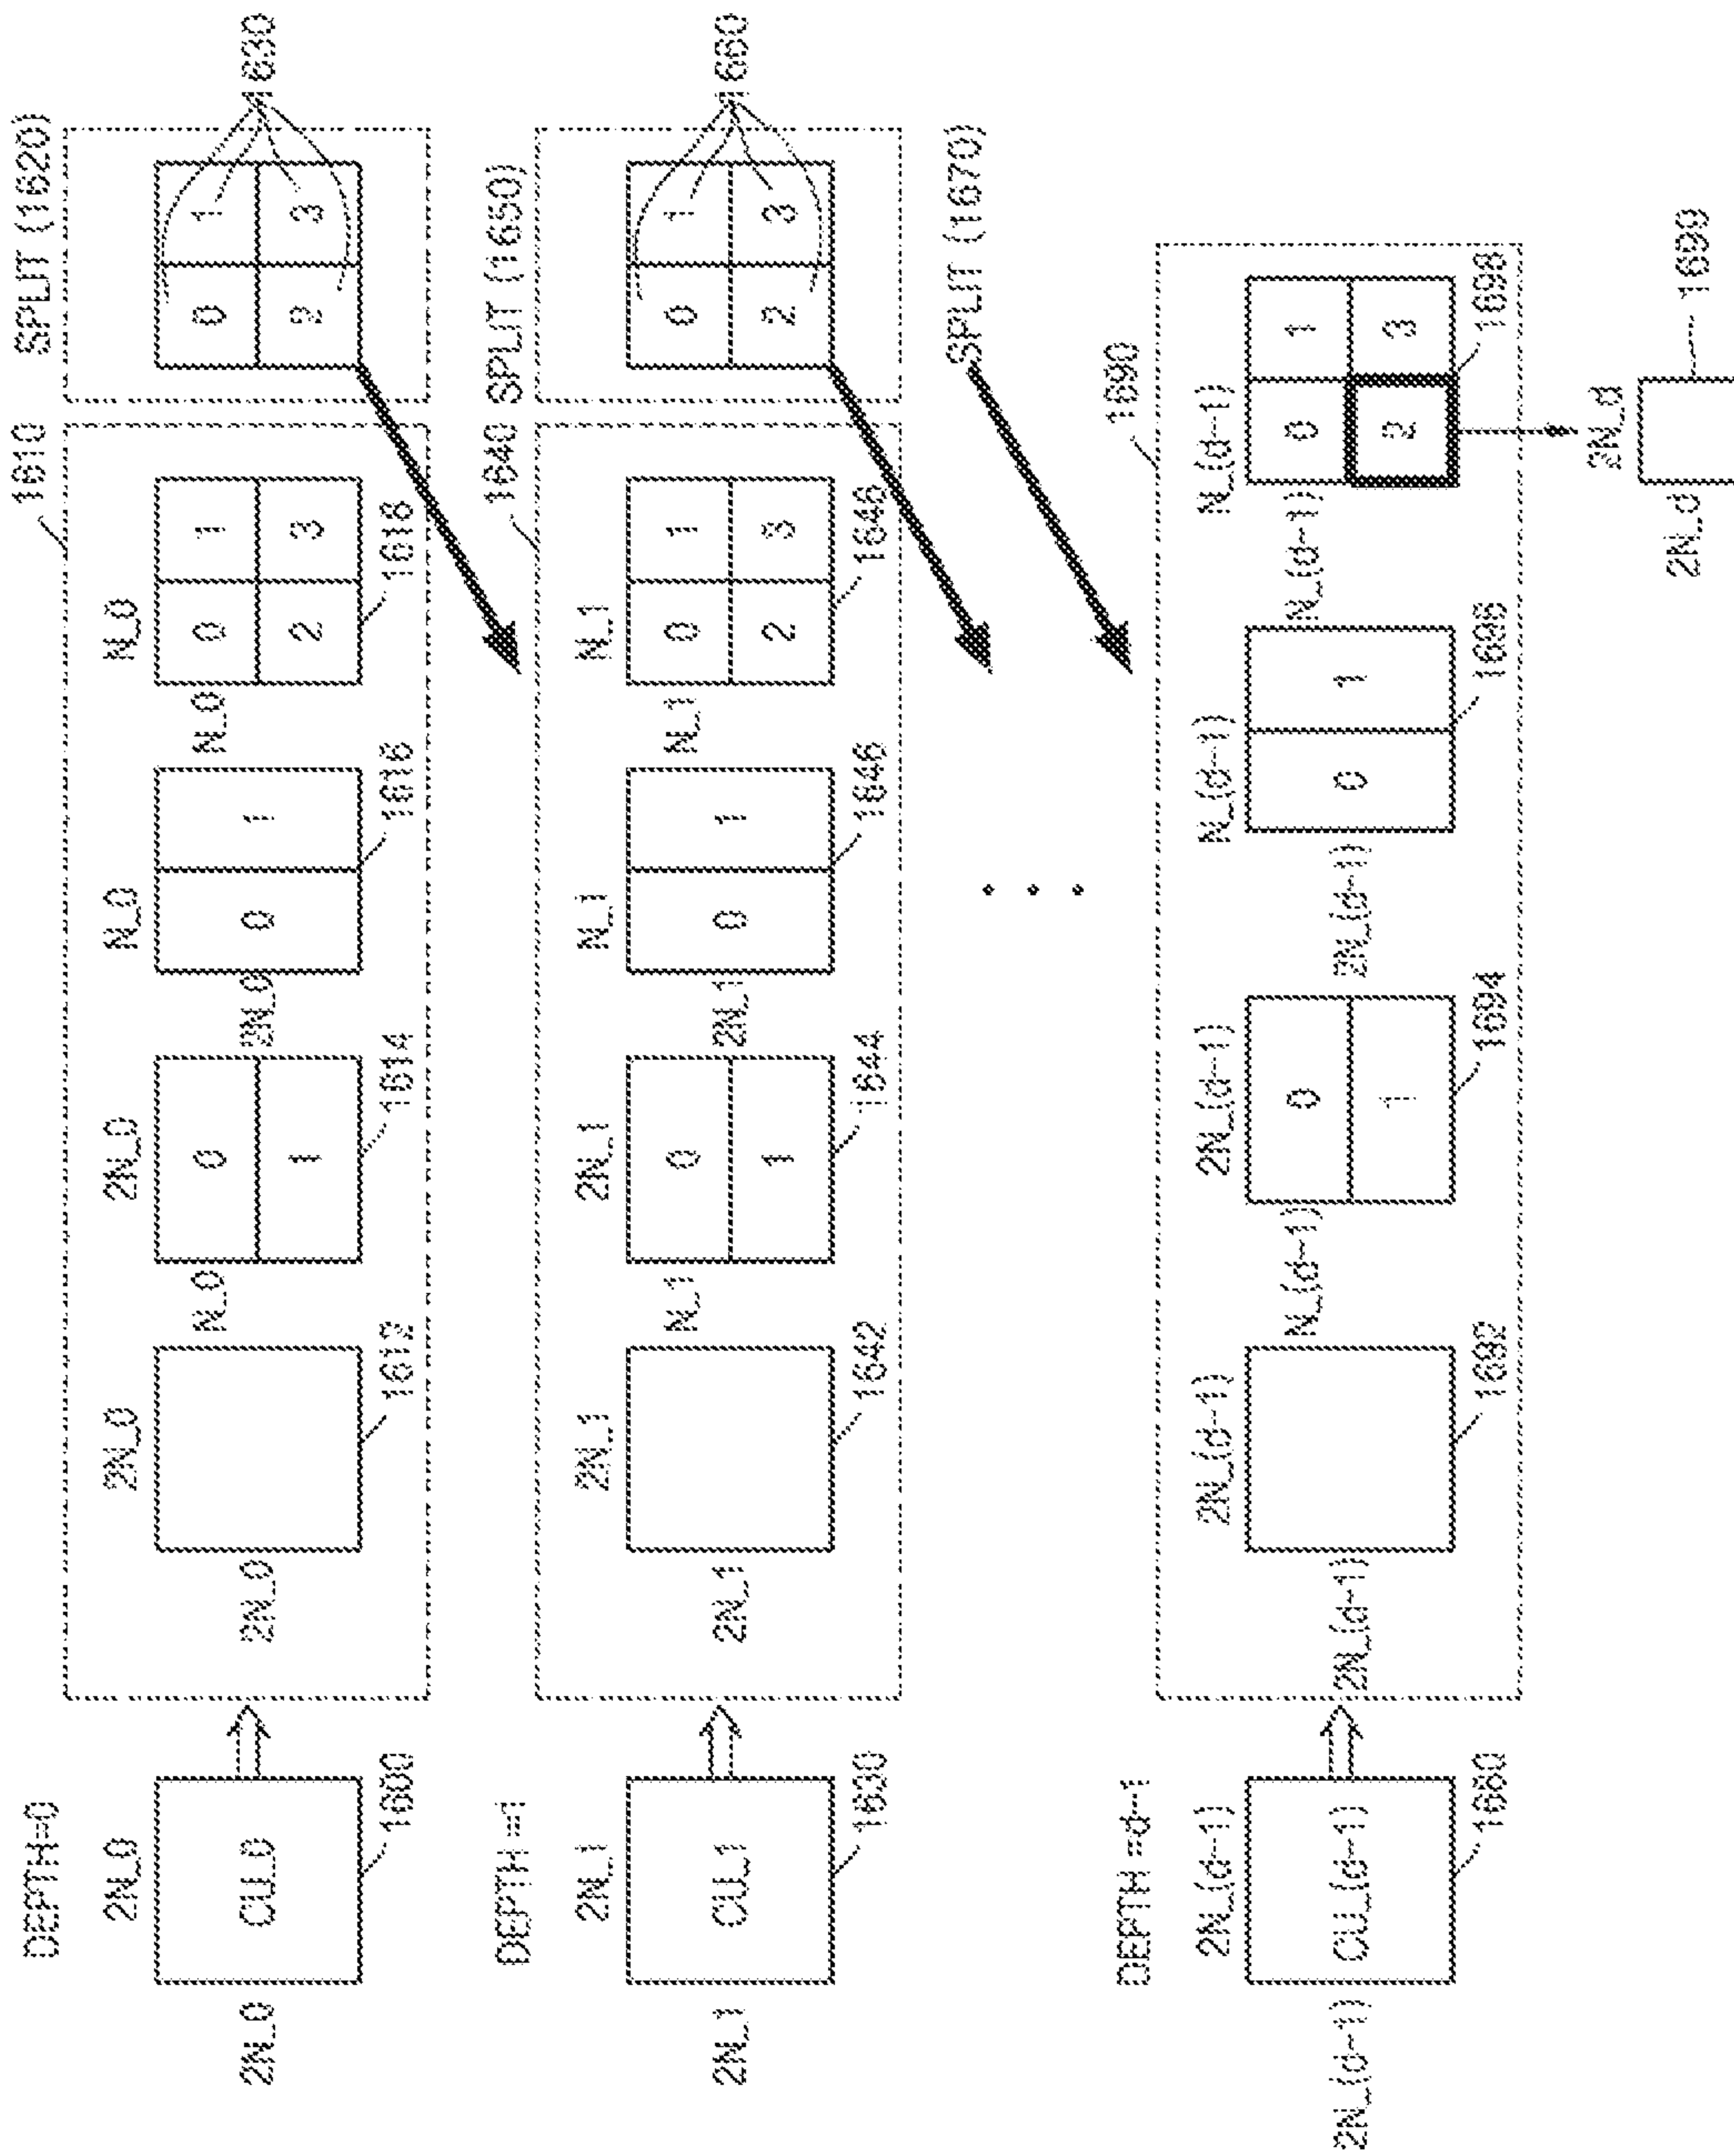 DEPTH=0
1610
SPLIT (1620)
2N_0
2N_0
2N_0
N_0
N_0
N_0
0
0
1
N_0
0
1
2N_0
CU_0
2N_0
2N_0
0
1
1630
1
2
3
2
3
1600
1612
1614
1616
1618
DEPTH =1
1640
SPLIT (1650)
2N_1
2N_1
2N_1
N_1
N_1
N_1
0
0
1
N_1
0
1
2N_1
CU_1
2N_1
2N_1
0
1
1660
1
2
3
2
3
1630
1642
1644
1646
1648
SPLIT (1670)
DEPTH =d-1
1690
2N_(d-1)
2N_(d-1)
2N_(d-1)
N_(d-1)
N_(d-1)
N_(d-1)
0
N_(d-1)
0
1
2N_(d-1)
CU_(d-1)
2N_(d-1)
2N_(d-1)
0
1
1
2
3
1680
1692
1694
1696
1698
2N_d
2N_d
1699